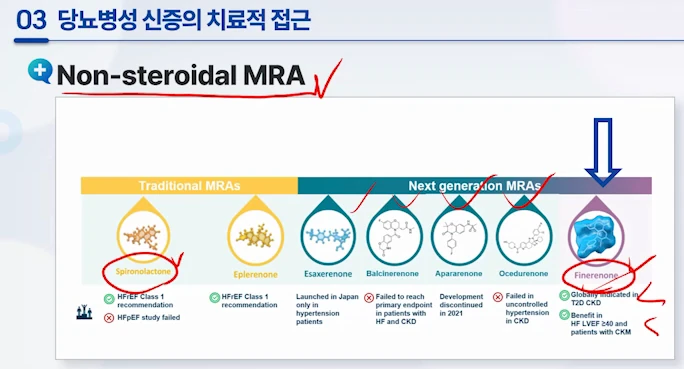 03 당뇨병성 신증의 치료적 접근
Non-steroidal MRA
Traditional MRAs
Next generation MRAs
Spironolactone
Eplerenone
Esaxerenone
Balcinerenone
Apararenone
Ocedurenone
Finerenone
HFrEF Class 1
recommendation
HFpEF study failed
HFrEF Class 1
recommendation
Launched in Japan
only in
hypertension
patients
Failed to reach
primary endpoint
in patients with
HF and CKD
Development
discontinued
in 2021
Failed in
uncontrolled
hypertension
in CKD
Globally indicated in
T2D CKD
Benefit in
HF LVEF ≥40 and
patients with CKM